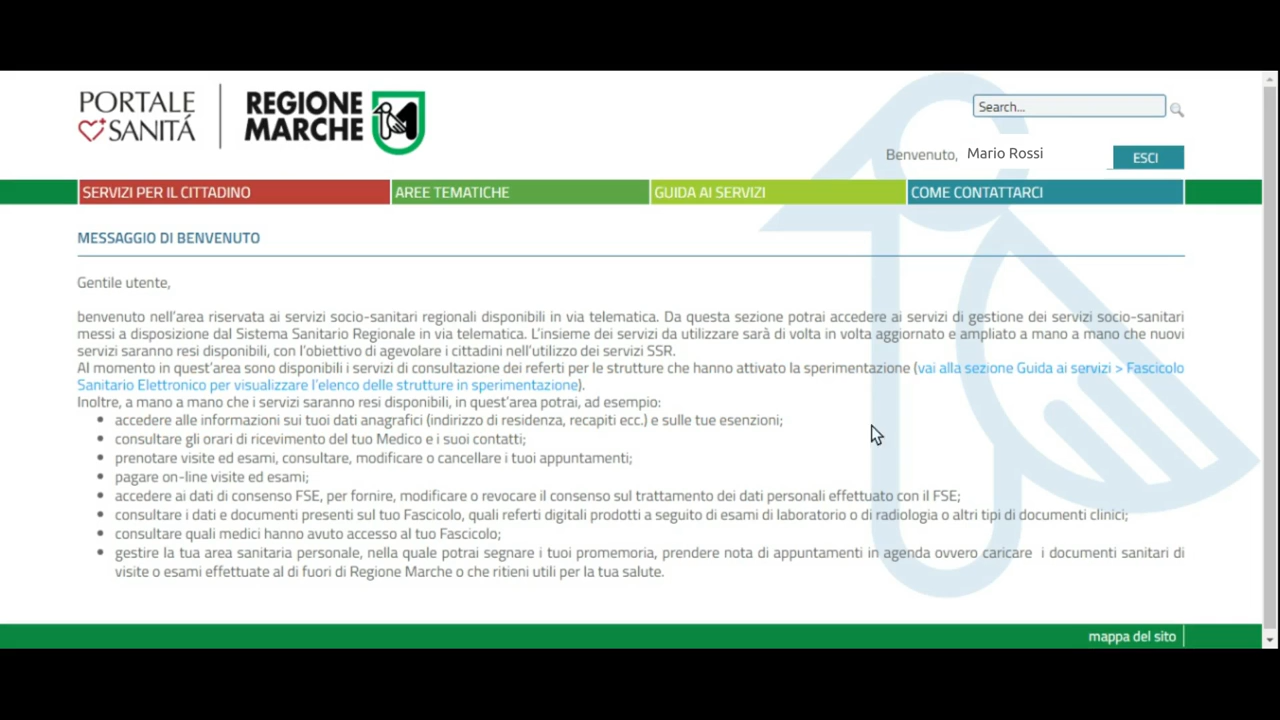 PORTALE
SANITÁ
REGIONE
MARCHE
Search...
Benvenuto, Mario Rossi
ESCI
SERVIZI PER IL CITTADINO
AREE TEMATICHE
GUIDA AI SERVIZI
COME CONTATTARCI
MESSAGGIO DI BENVENUTO
Gentile utente,
benvenuto nell'area riservata ai servizi socio-sanitari regionali disponibili in via telematica. Da questa sezione potrai accedere ai servizi di gestione dei servizi socio-sanitari
messi a disposizione dal Sistema Sanitario Regionale in via telematica. L'insieme dei servizi da utilizzare sarà di volta in volta aggiornato e ampliato a mano a mano che nuovi
servizi saranno resi disponibili, con l'obiettivo di agevolare i cittadini nell'utilizzo dei servizi SSR.
Al momento in quest'area sono disponibili i servizi di consultazione dei referti per le strutture che hanno attivato la sperimentazione (vai alla sezione Guida ai servizi > Fascicolo
Sanitario Elettronico per visualizzare l'elenco delle strutture in sperimentazione).
Inoltre, a mano a mano che i servizi saranno resi disponibili, in quest'area potrai, ad esempio:
• accedere alle informazioni sui tuoi dati anagrafici (indirizzo di residenza, recapiti ecc.) e sulle tue esenzioni;
• consultare gli orari di ricevimento del tuo Medico e i suoi contatti;
• prenotare visite ed esami, consultare, modificare o cancellare i tuoi appuntamenti;
• pagare on-line visite ed esami;
• accedere ai dati di consenso FSE, per fornire, modificare o revocare il consenso sul trattamento dei dati personali effettuato con il FSE;
• consultare i dati e documenti presenti sul tuo Fascicolo, quali referti digitali prodotti a seguito di esami di laboratorio o di radiologia o altri tipi di documenti clinici;
• consultare quali medici hanno avuto accesso al tuo Fascicolo;
• gestire la tua area sanitaria personale, nella quale potrai segnare i tuoi promemoria, prendere nota di appuntamenti in agenda ovvero caricare i documenti sanitari di
visite o esami effettuate al di fuori di Regione Marche o che ritieni utili per la tua salute.
mappa del sito